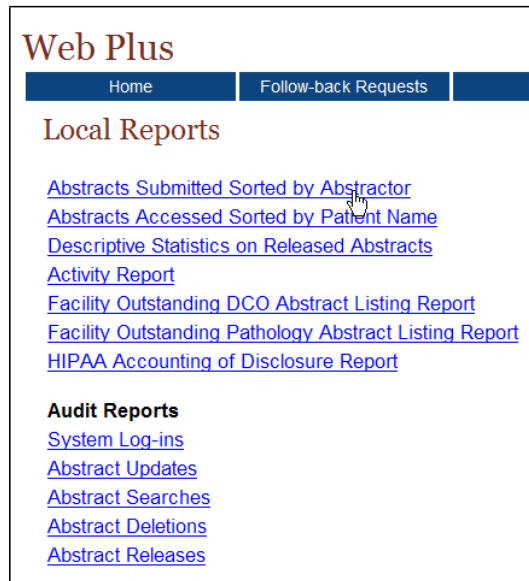 Web Plus
Home Follow-back Requests
Local Reports
Abstracts Submitted Sorted by Abstractor
Abstracts Accessed Sorted by Patient Name
Descriptive Statistics on Released Abstracts
Activity Report
Facility Outstanding DCO Abstract Listing Report
Facility Outstanding Pathology Abstract Listing Report
HIPAA Accounting of Disclosure Report
Audit Reports
System Log-ins
Abstract Updates
Abstract Searches
Abstract Deletions
Abstract Releases